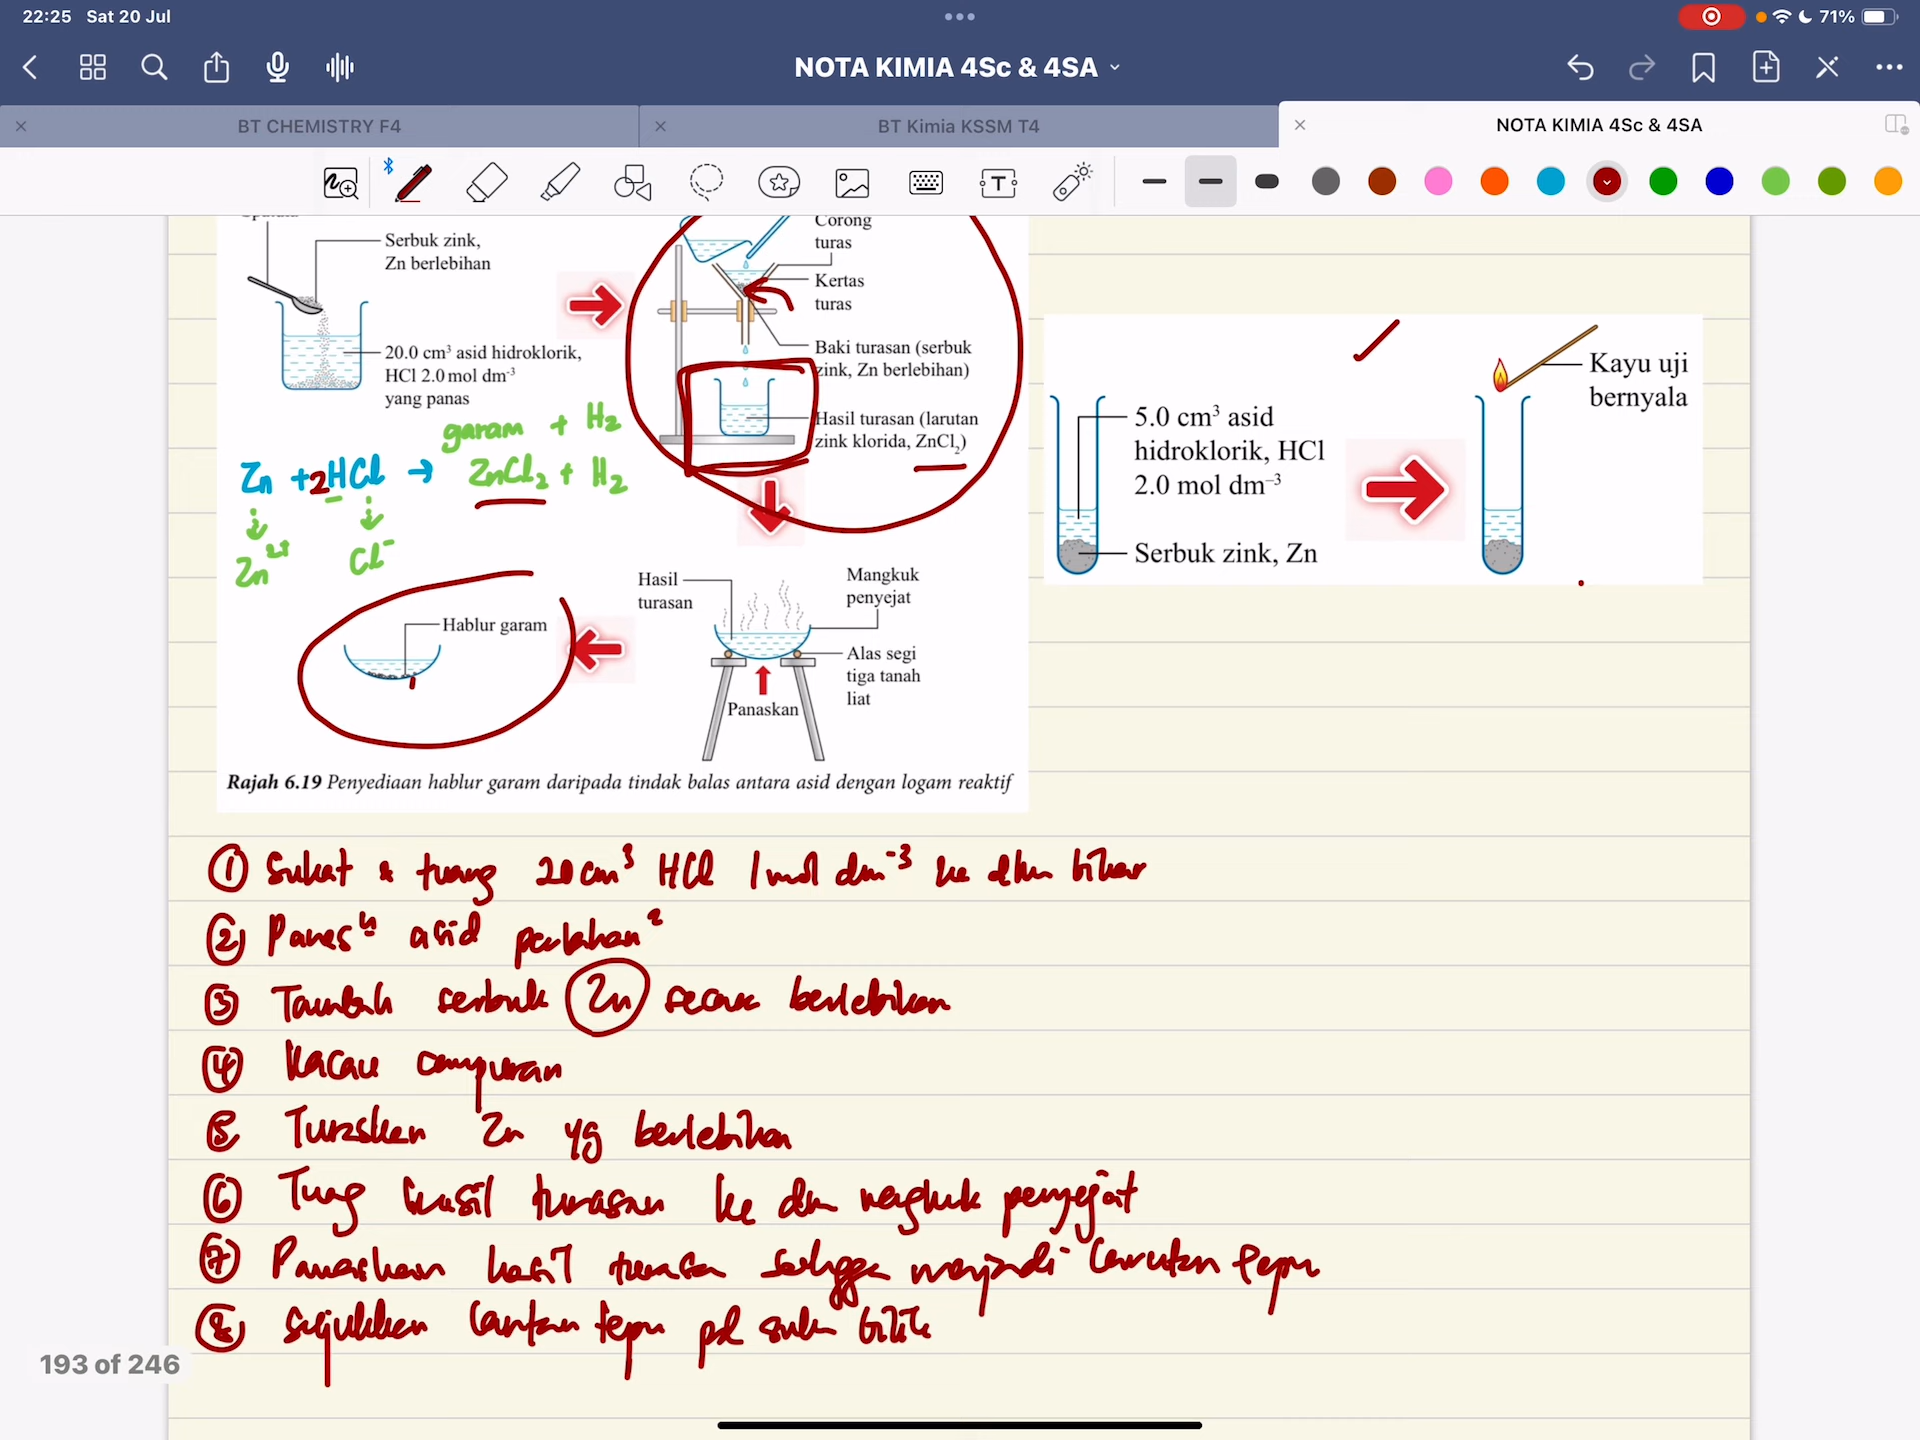 22:25 Sat 20 Jul
71%
NOTA KIMIA 4Sc & 4SA
BT CHEMISTRY F4
BT Kimia KSSM T4
NOTA KIMIA 4Sc & 4SA
Serbuk zink,
Zn berlebihan
20.0 cm³ asid hidroklorik,
HCl 2.0 mol dm⁻³
yang panas
Corong
turas
Kertas
turas
Baki turasan (serbuk
zink, Zn berlebihan)
Hasil turasan (larutan
zink klorida, ZnCl₂)
garam + H₂
Zn + 2HCl → ZnCl₂ + H₂
Zn²⁺ Cl⁻
Hasil
turasan
Mangkuk
penyejat
Alas segi
tiga tanah
liat
Panaskan
Hablur garam
Rajah 6.19 Penyediaan hablur garam daripada tindak balas antara asid dengan logam reaktif
5.0 cm³ asid
hidroklorik, HCl
2.0 mol dm⁻³
Serbuk zink, Zn
Kayu uji
bernyala
① Sukat & tuang 20 cm³ HCl 1 mol dm⁻³ ke dlm bikar
② Panas asid perlahan²
③ Tambah serbuk Zn secara berlebihan
④ Kacau campuran
⑤ Turaskan Zn yg berlebihan
⑥ Tuag hasil turasan ke dlm mangkuk penyejat
⑦ Panaskan hasil turasan sehigga menjadi larutan tepu
⑧ Sejukkan larutan tepu pd suhu bilik
193 of 246